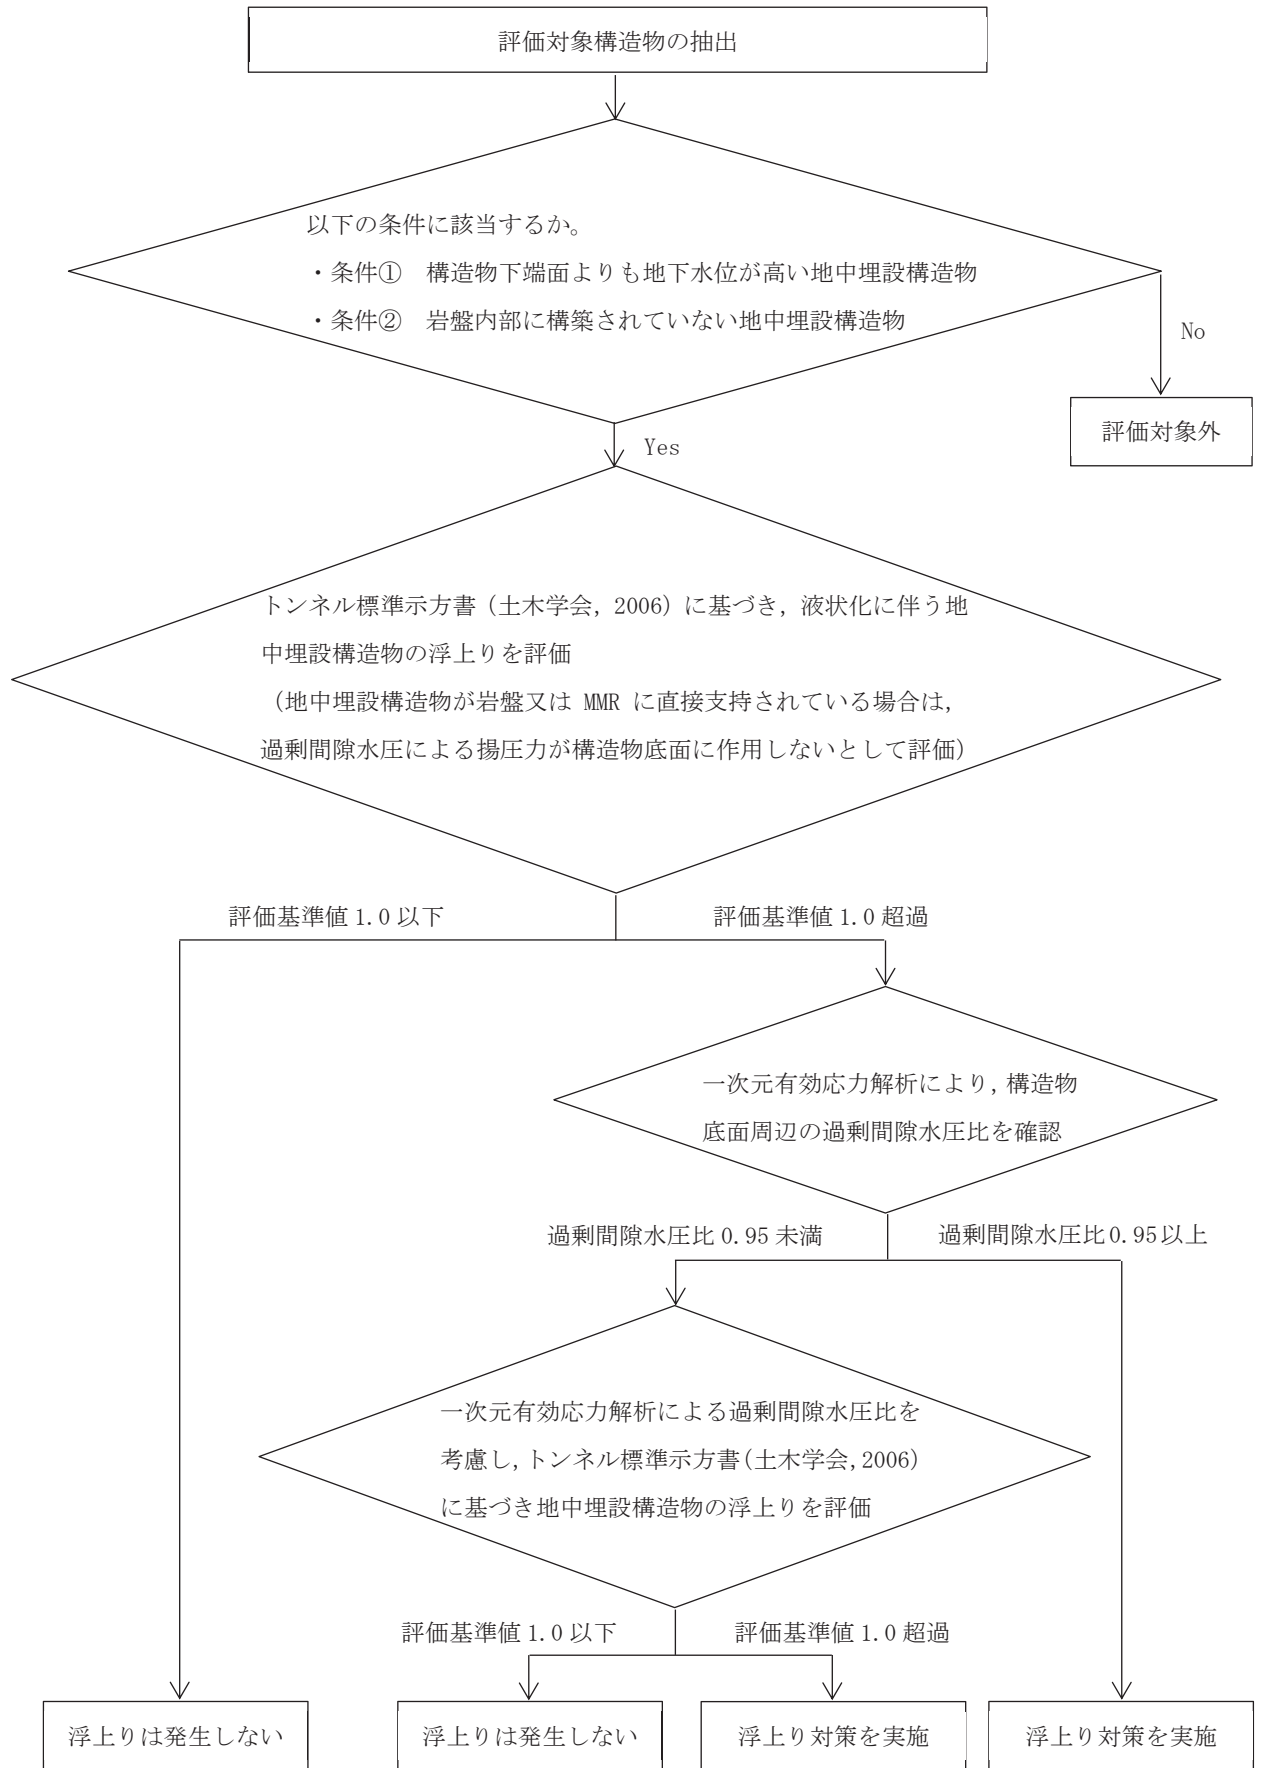 評価対象構造物の抽出
以下の条件に該当するか。
・条件① 構造物下端面よりも地下水位が高い地中埋設構造物
・条件② 岩盤内部に構築されていない地中埋設構造物
No
評価対象外
Yes
トンネル標準示方書（土木学会, 2006）に基づき, 液状化に伴う地
中埋設構造物の浮上りを評価
（地中埋設構造物が岩盤又は MMR に直接支持されている場合は,
過剰間隙水圧による揚圧力が構造物底面に作用しないとして評価）
評価基準値 1.0 以下
評価基準値 1.0 超過
一次元有効応力解析により, 構造物
底面周辺の過剰間隙水圧比を確認
過剰間隙水圧比 0.95 未満
過剰間隙水圧比 0.95 以上
一次元有効応力解析による過剰間隙水圧比を
考慮し, トンネル標準示方書（土木学会, 2006）
に基づき地中埋設構造物の浮上りを評価
評価基準値 1.0 以下
評価基準値 1.0 超過
浮上りは発生しない
浮上りは発生しない
浮上り対策を実施
浮上り対策を実施